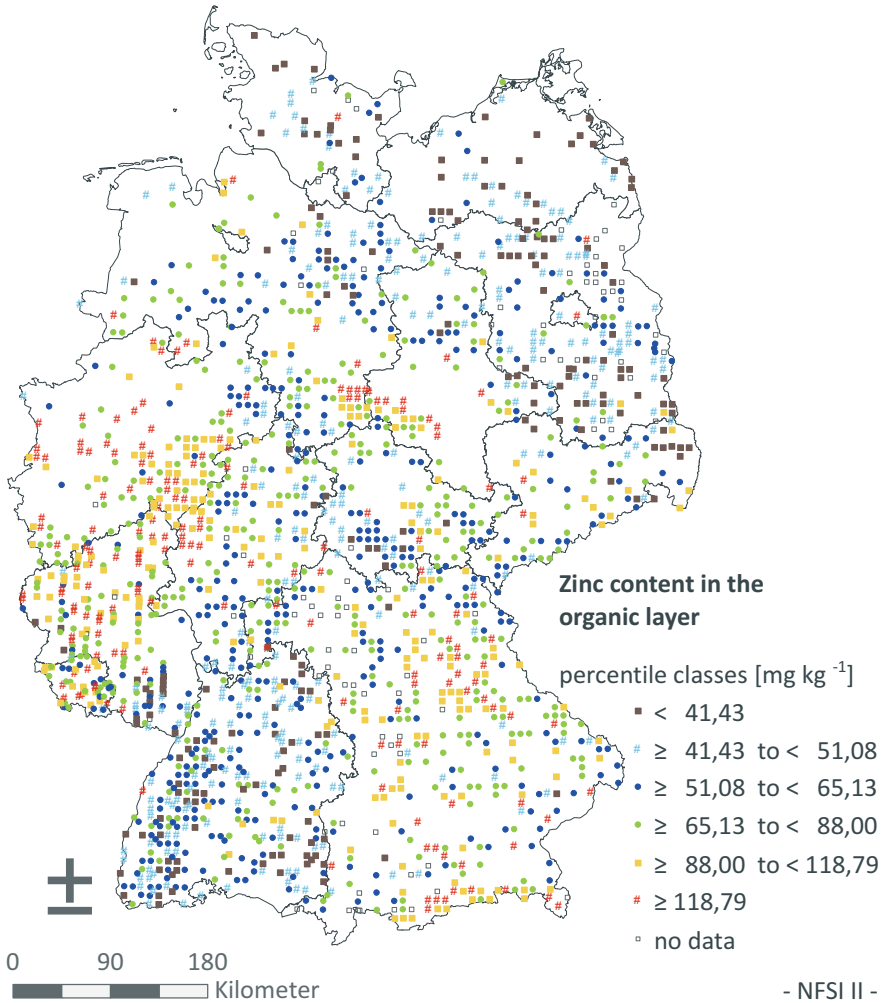 Zinc content in the
organic layer
percentile classes [mg kg -1]
< 41,43
≥ 41,43 to < 51,08
≥ 51,08 to < 65,13
≥ 65,13 to < 88,00
≥ 88,00 to < 118,79
# ≥ 118,79
no data
0 90 180
Kilometer
- NFSI II -